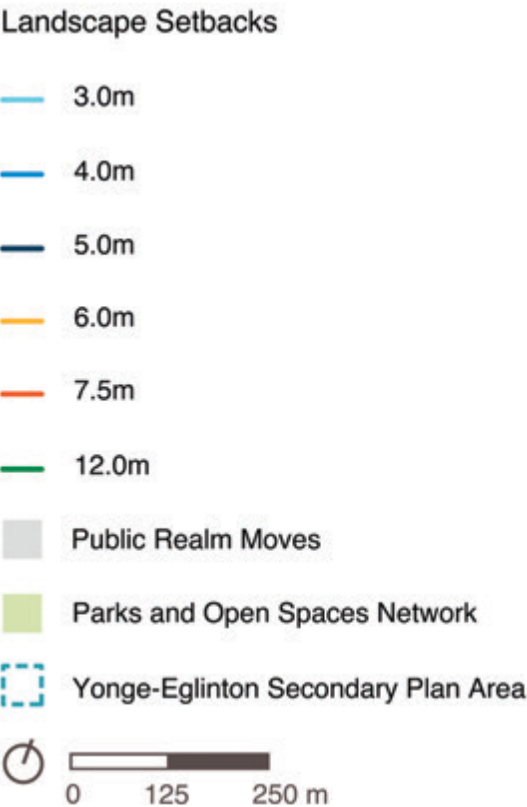 Landscape Setbacks
3.0m
4.0m
5.0m
6.0m
7.5m
12.0m
Public Realm Moves
Parks and Open Spaces Network
Yonge-Eglinton Secondary Plan Area
0 125 250 m